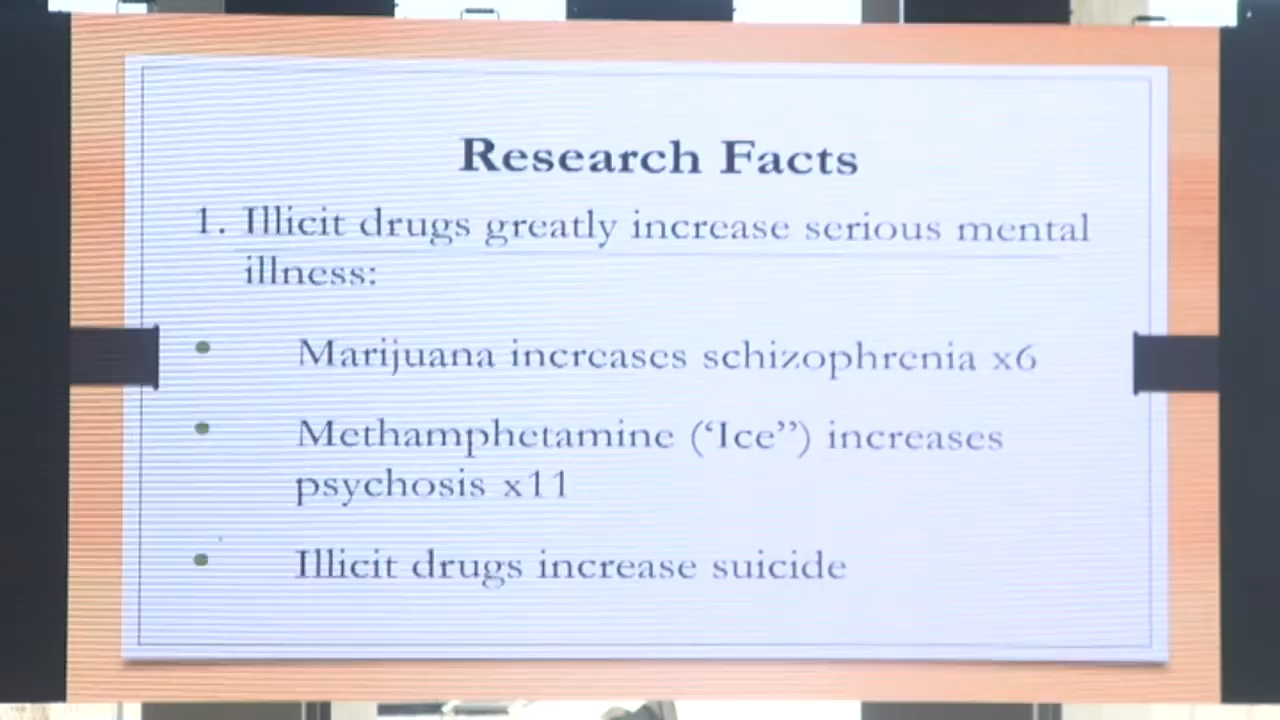 Research Facts
1. Illicit drugs greatly increase serious mental
illness:
• Marijuana increases schizophrenia x6
• Methamphetamine (‘Ice”) increases
psychosis x11
• Illicit drugs increase suicide